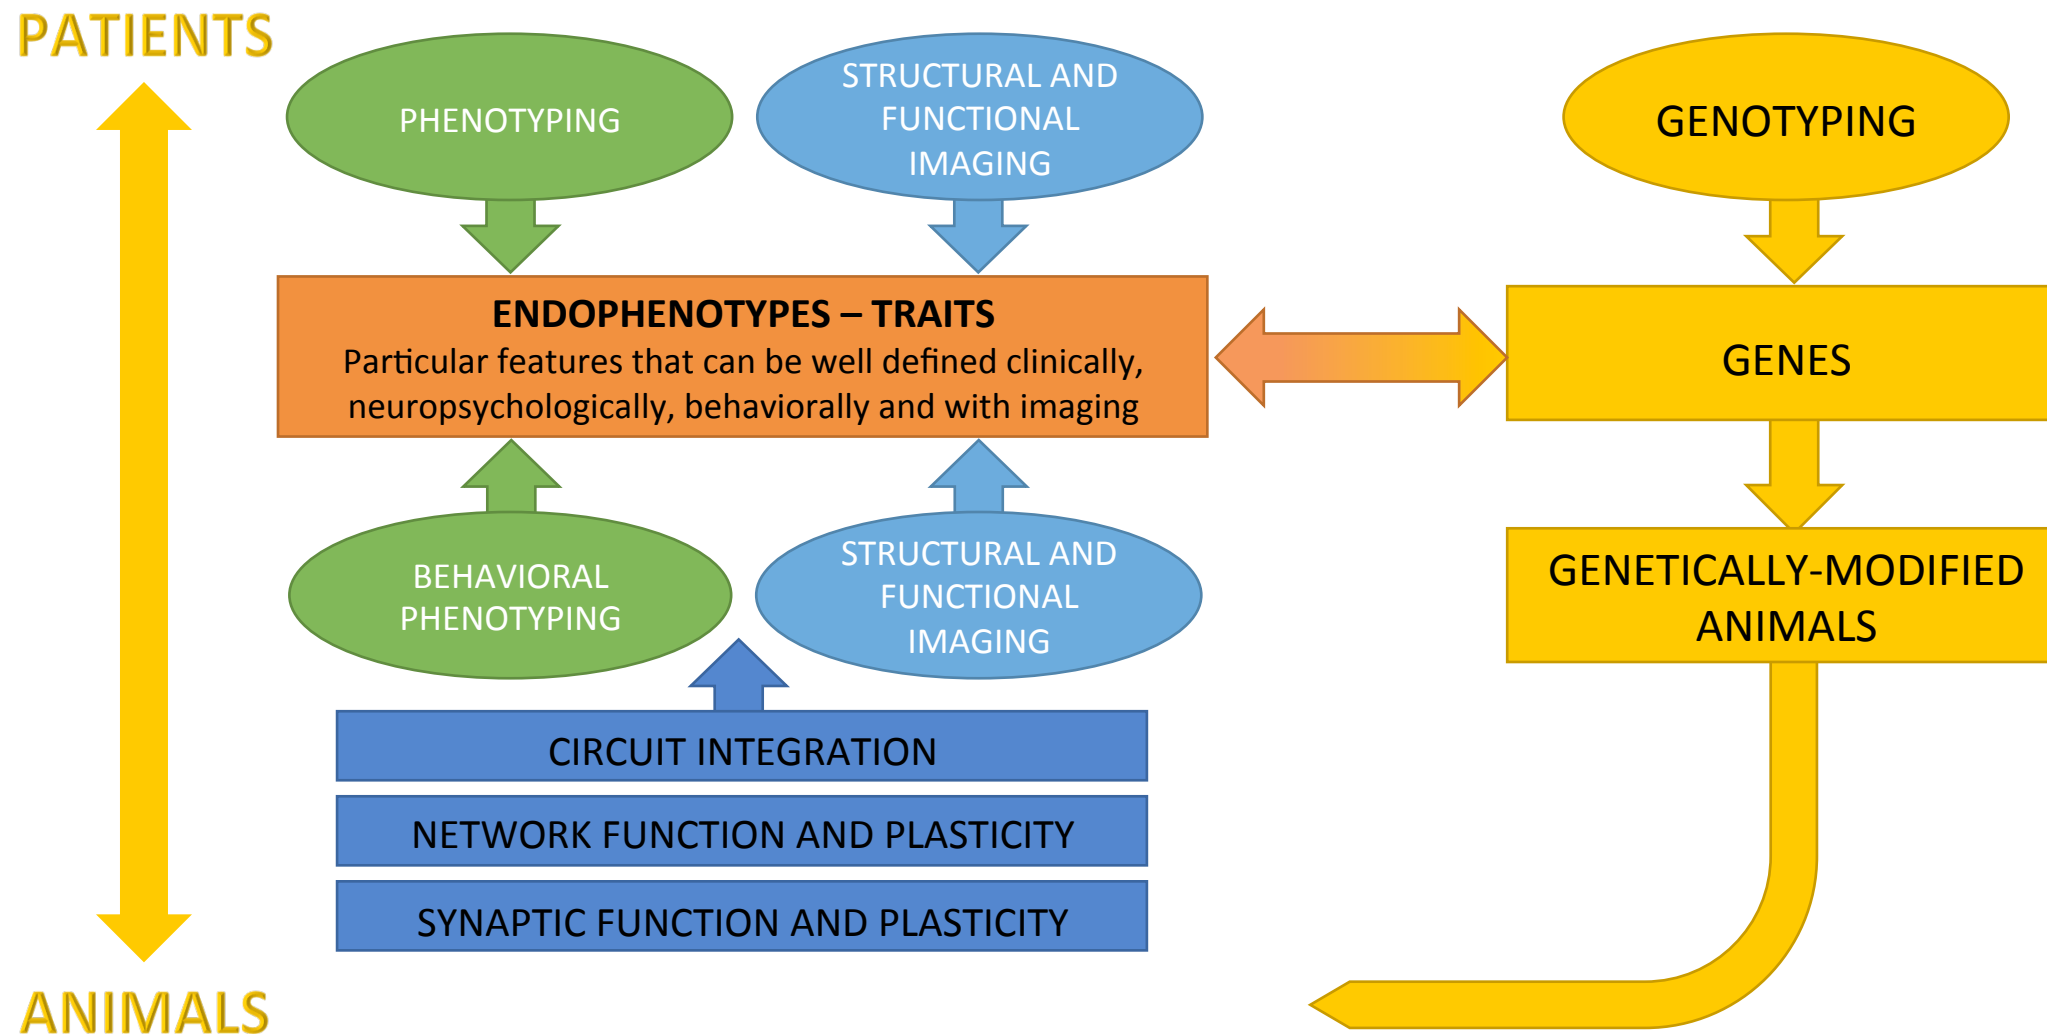 PATIENTS
PHENOTYPING
STRUCTURAL AND
FUNCTIONAL
IMAGING
GENOTYPING
ENDOPHENOTYPES – TRAITS
Particular features that can be well defined clinically,
neuropsychologically, behaviorally and with imaging
GENES
BEHAVIORAL
PHENOTYPING
STRUCTURAL AND
FUNCTIONAL
IMAGING
GENETICALLY-MODIFIED
ANIMALS
CIRCUIT INTEGRATION
NETWORK FUNCTION AND PLASTICITY
SYNAPTIC FUNCTION AND PLASTICITY
ANIMALS